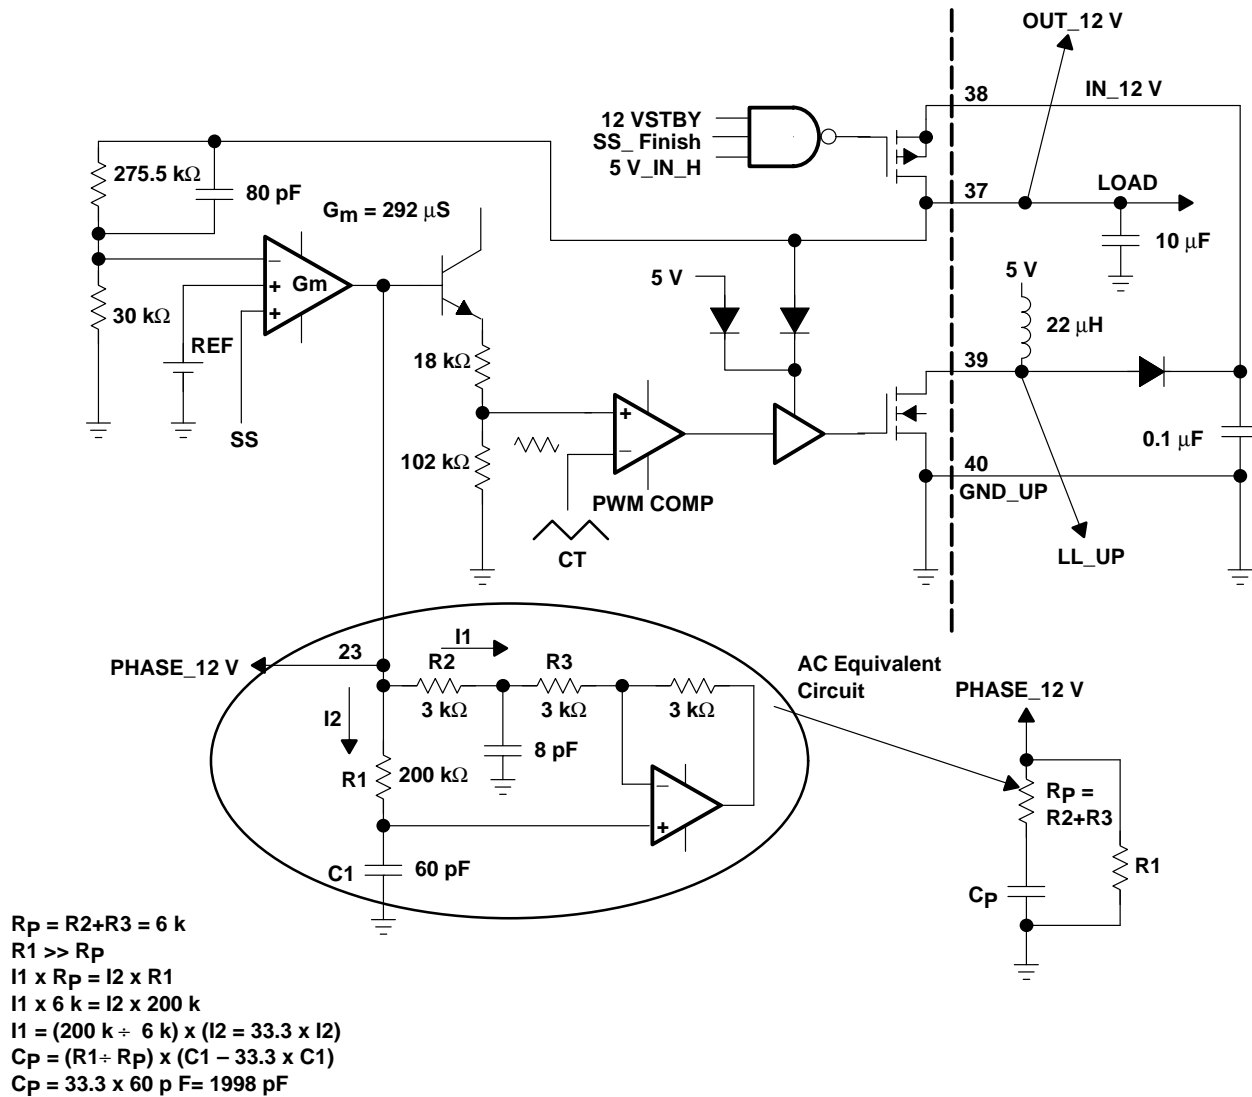 OUT_12 V
38
IN_12 V
12 VSTBY
SS_ Finish
5 V_IN_H
275.5 kΩ
80 pF
37
LOAD
Gm = 292 μS
10 μF
−
+
+
Gm
5 V
5 V
30 kΩ
REF
22 μH
18 kΩ
39
SS
+
−
102 kΩ
0.1 μF
40
GND_UP
PWM COMP
CT
LL_UP
I1
PHASE_12 V
23
R2
R3
AC Equivalent
Circuit
PHASE_12 V
3 kΩ
3 kΩ
3 kΩ
I2
8 pF
R1
200 kΩ
−
+
RP =
R2+R3
R1
C1
60 pF
CP
RP = R2+R3 = 6 k
R1 >> RP
I1 x RP = I2 x R1
I1 x 6 k = I2 x 200 k
I1 = (200 k ÷ 6 k) x (I2 = 33.3 x I2)
CP = (R1÷ RP) x (C1 – 33.3 x C1)
CP = 33.3 x 60 p F= 1998 pF